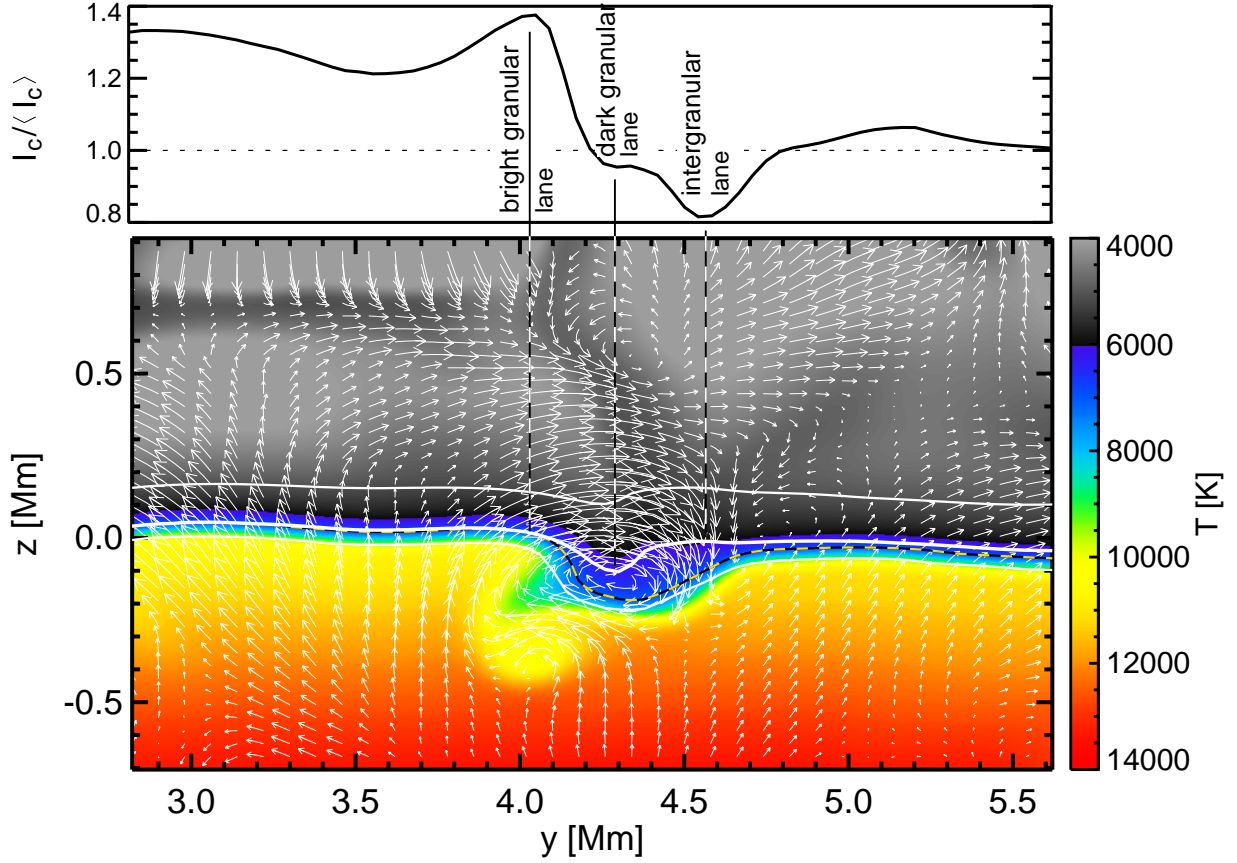 1.4
1.2
1.0
0.8
I_c/⟨ I_c ⟩
bright granular
lane
dark granular
lane
intergranular
lane
0.5
0.0
-0.5
z [Mm]
3.0 3.5 4.0 4.5 5.0 5.5
y [Mm]
4000
6000
8000
10000
12000
14000
T [K]